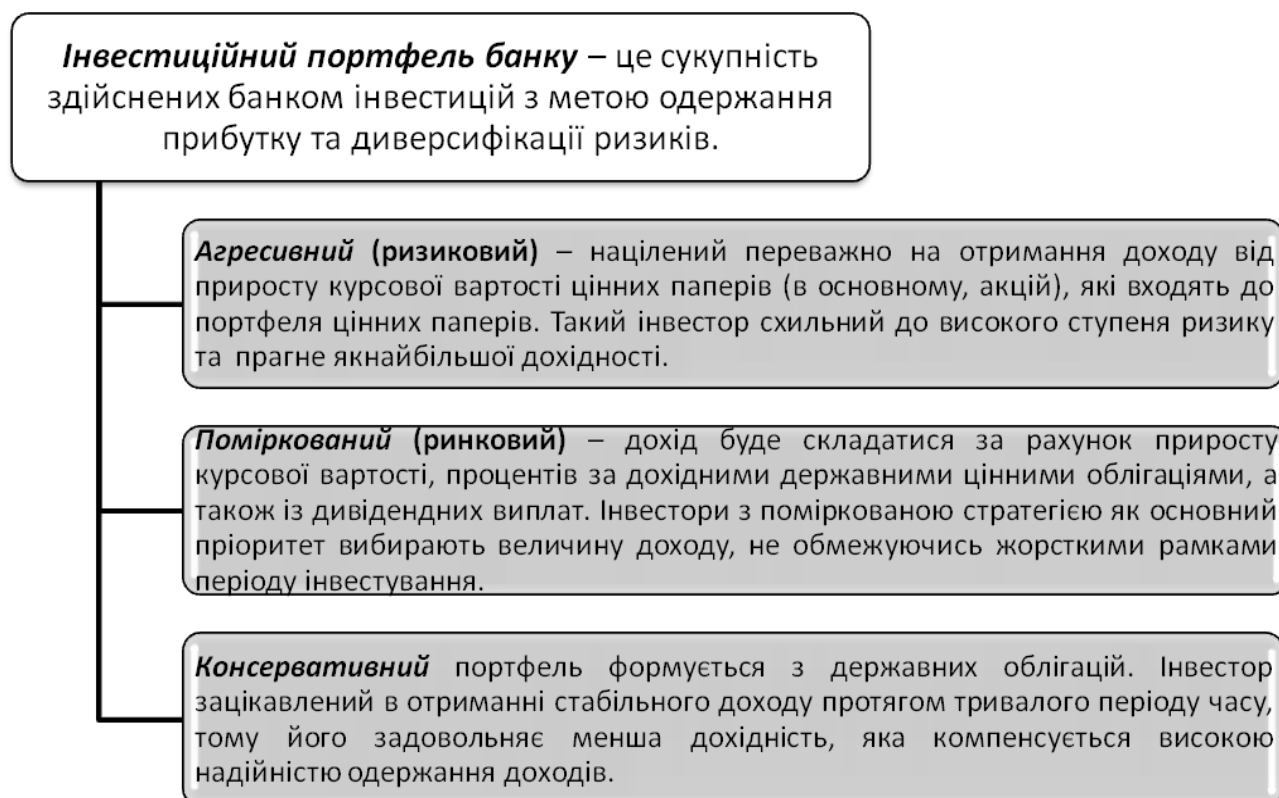 Інвестиційний портфель банку – це сукупність
здійснених банком інвестицій з метою одержання
прибутку та диверсифікації ризиків.
Агресивний (ризиковий) – націлений переважно на отримання доходу від
приросту курсової вартості цінних паперів (в основному, акцій), які входять до
портфеля цінних паперів. Такий інвестор схильний до високого ступеня ризику
та прагне якнайбільшої дохідності.
Поміркований (ринковий) – дохід буде складатися за рахунок приросту
курсової вартості, процентів за дохідними державними цінними облігаціями, а
також із дивідендних виплат. Інвестори з поміркованою стратегією як основний
пріоритет вибирають величину доходу, не обмежуючись жорсткими рамками
періоду інвестування.
Консервативний портфель формується з державних облігацій. Інвестор
зацікавлений в отриманні стабільного доходу протягом тривалого періоду часу,
тому його задовольняє менша дохідність, яка компенсується високою
надійністю одержання доходів.